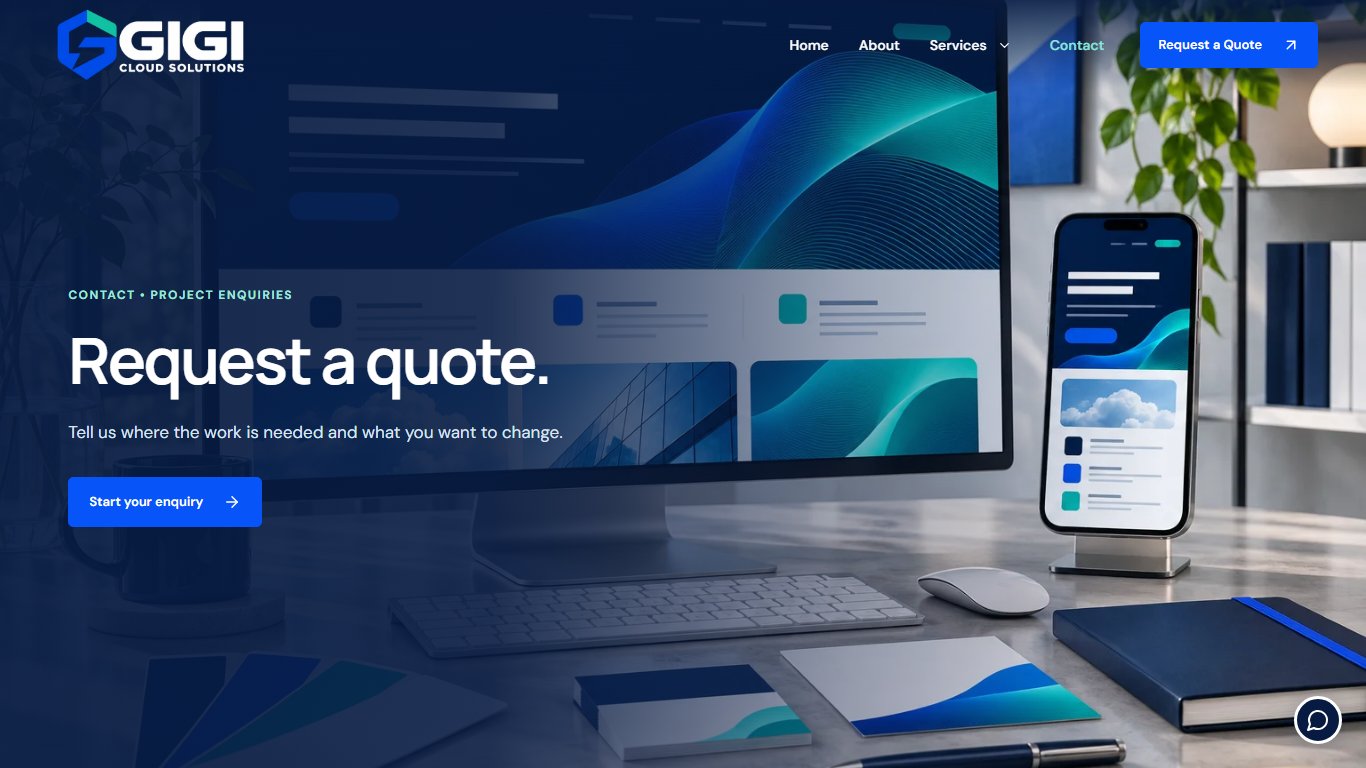 GIGI
CLOUD SOLUTIONS
Home
About
Services
Contact
Request a Quote
CONTACT • PROJECT ENQUIRIES
Request a quote.
Tell us where the work is needed and what you want to change.
Start your enquiry